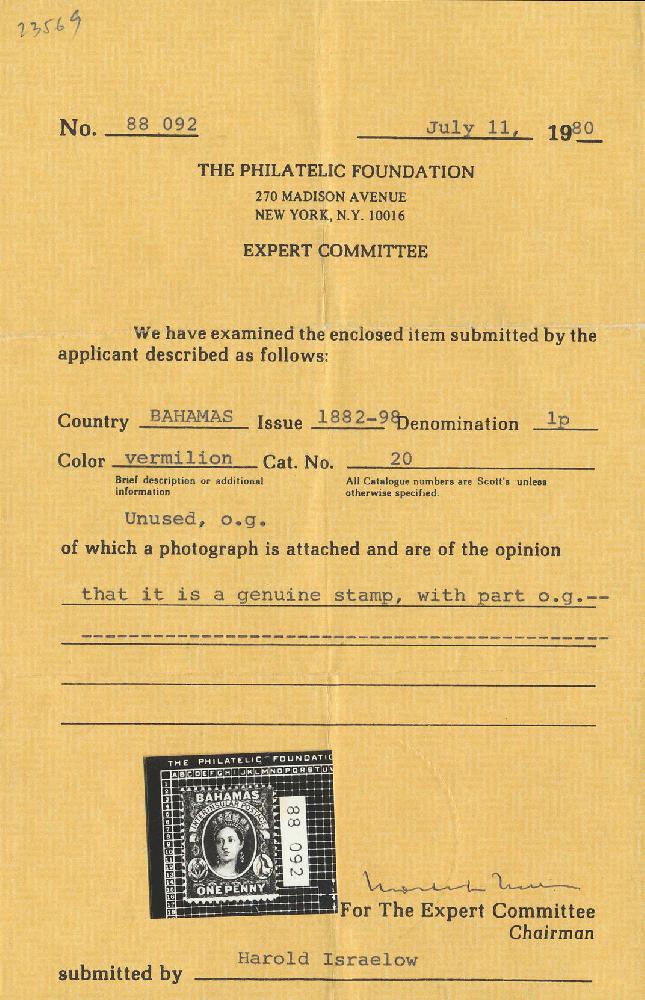 23569
No. 88 092 July 11, 1980
THE PHILATELIC FOUNDATION
270 MADISON AVENUE
NEW YORK, N.Y. 10016
EXPERT COMMITTEE
We have examined the enclosed item submitted by the
applicant described as follows:
Country BAHAMAS Issue 1882-98 Denomination 1p
Color vermilion Cat. No. 20
Brief description or additional information
All Catalogue numbers are Scott's unless otherwise specified.
Unused, o.g.
of which a photograph is attached and are of the opinion
that it is a genuine stamp, with part o.g.--
THE PHILATELIC FOUNDATIO
ABCDEFGHIJKLMNOPQRSTUV
BAHAMAS
INTERINSULAR POSTAGE
ONE PENNY
88 092
For The Expert Committee
Chairman
submitted by Harold Israelow